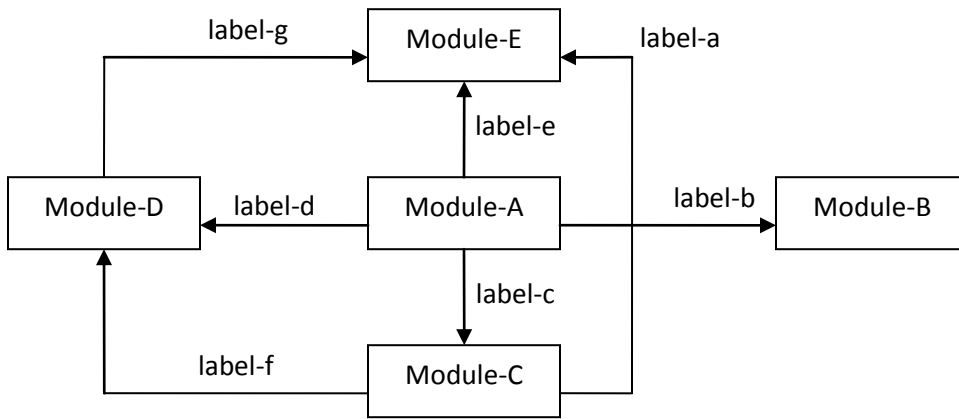 label-g
Module-E
label-a
label-e
Module-D
label-d
Module-A
label-b
Module-B
label-c
label-f
Module-C